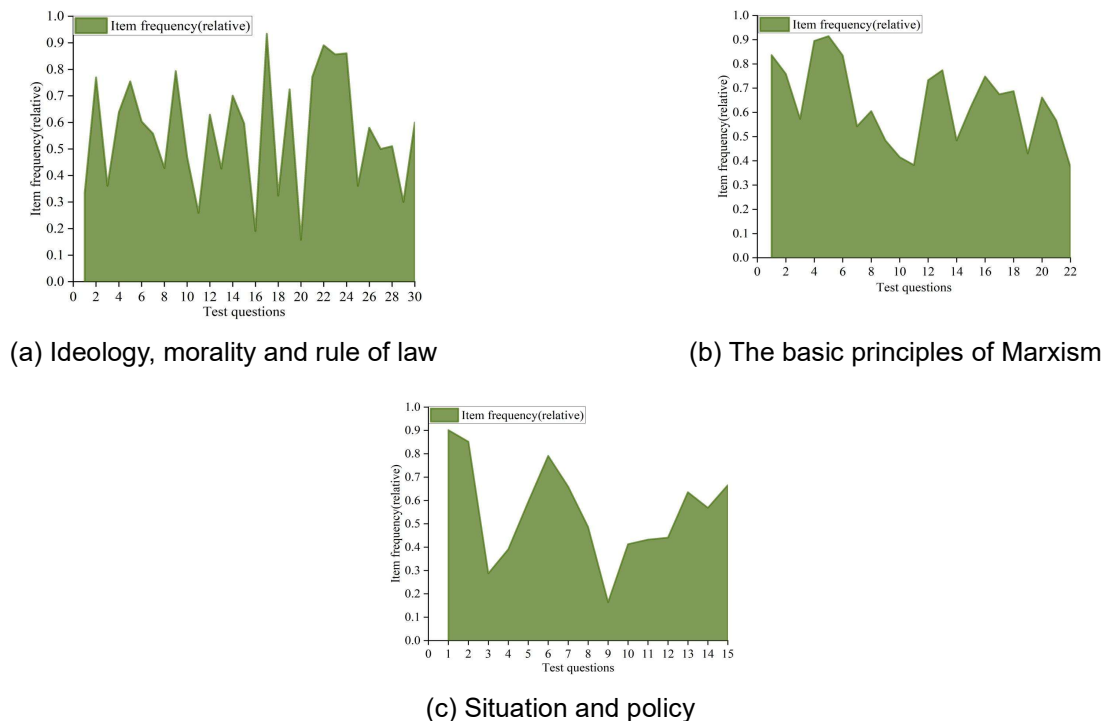 Item frequency(relative)
1.0
0.9
0.8
0.7
0.6
0.5
0.4
0.3
0.2
0.1
0.0
Item frequency(relative)
0 2 4 6 8 10 12 14 16 18 20 22 24 26 28 30
Test questions
(a) Ideology, morality and rule of law
Item frequency(relative)
1.0
0.9
0.8
0.7
0.6
0.5
0.4
0.3
0.2
0.1
0.0
Item frequency(relative)
0 2 4 6 8 10 12 14 16 18 20 22
Test questions
(b) The basic principles of Marxism
Item frequency(relative)
1.0
0.9
0.8
0.7
0.6
0.5
0.4
0.3
0.2
0.1
0.0
Item frequency(relative)
0 1 2 3 4 5 6 7 8 9 10 11 12 13 14 15
Test questions
(c) Situation and policy